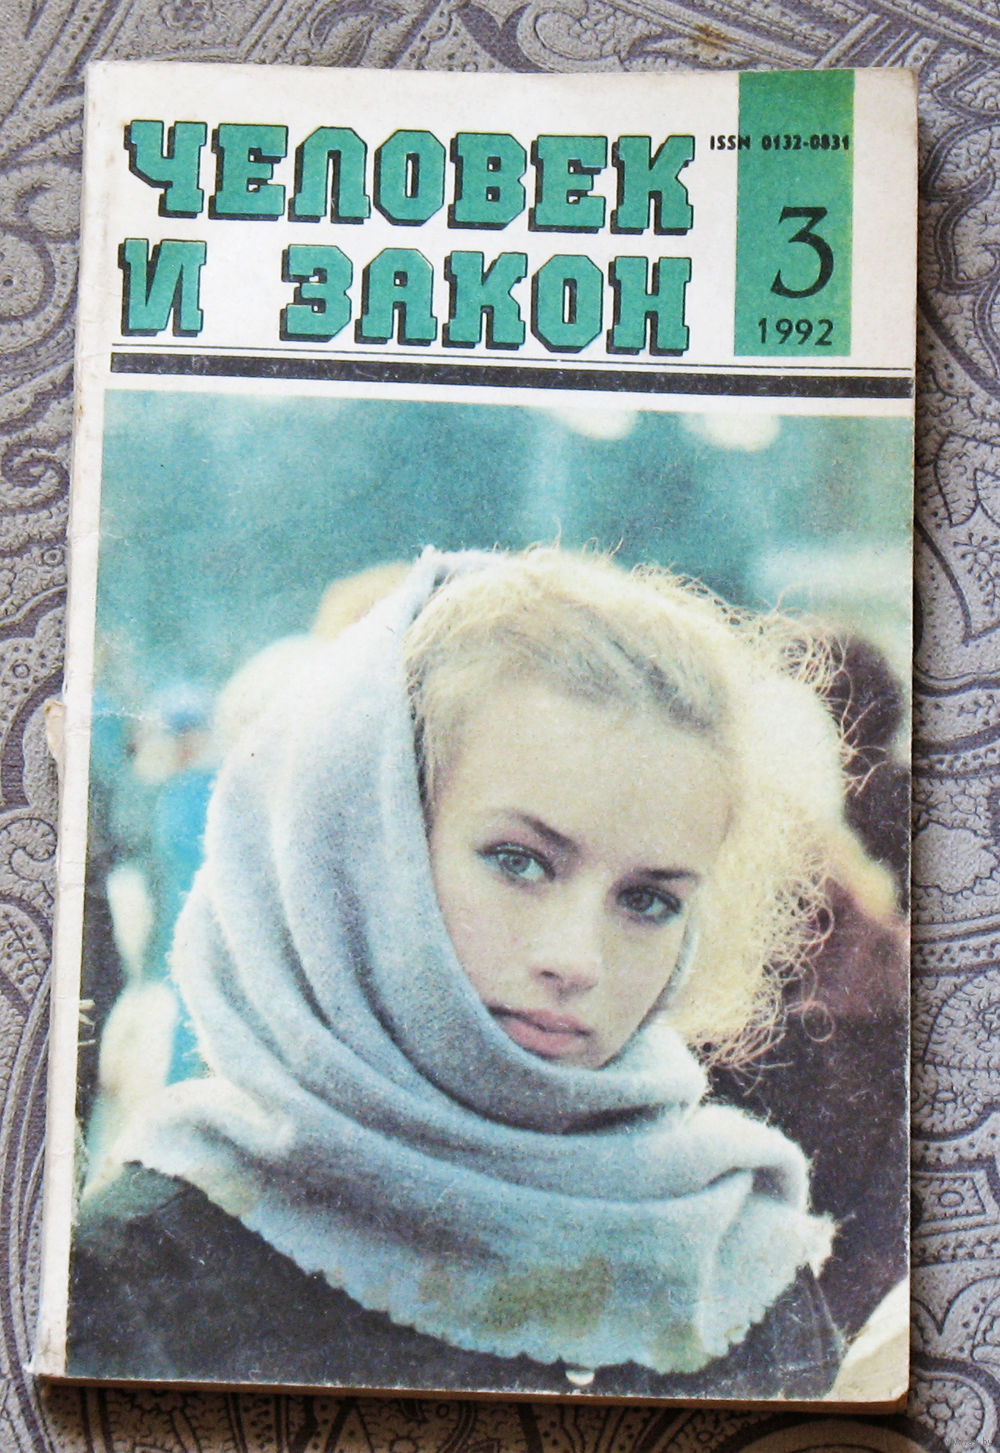 ЧЕЛОВЕК
И ЗАКОН
ISSN 0132-0831
3
1992